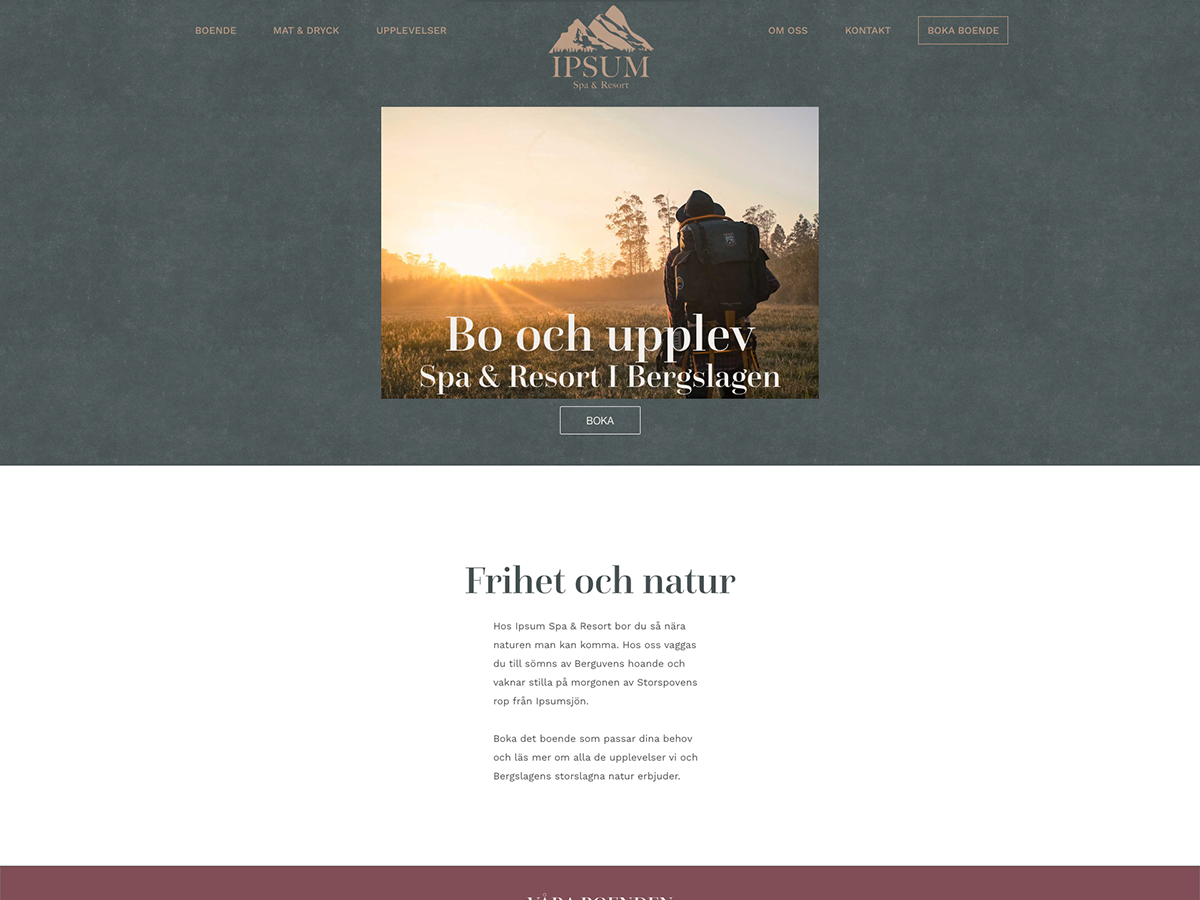 BOENDE
MAT & DRYCK
UPPLEVELSER
IPSUM
Spa & Resort
OM OSS
KONTAKT
BOKA BOENDE
Bo och upplev
Spa & Resort I Bergslagen
BOKA
Frihet och natur
Hos Ipsum Spa & Resort bor du så nära
naturen man kan komma. Hos oss vaggas
du till sömns av Berguvens hoande och
vaknar stilla på morgonen av Storspovens
rop från Ipsumsjön.
Boka det boende som passar dina behov
och läs mer om alla de upplevelser vi och
Bergslagens storslagna natur erbjuder.
VÅRA BOENDEN